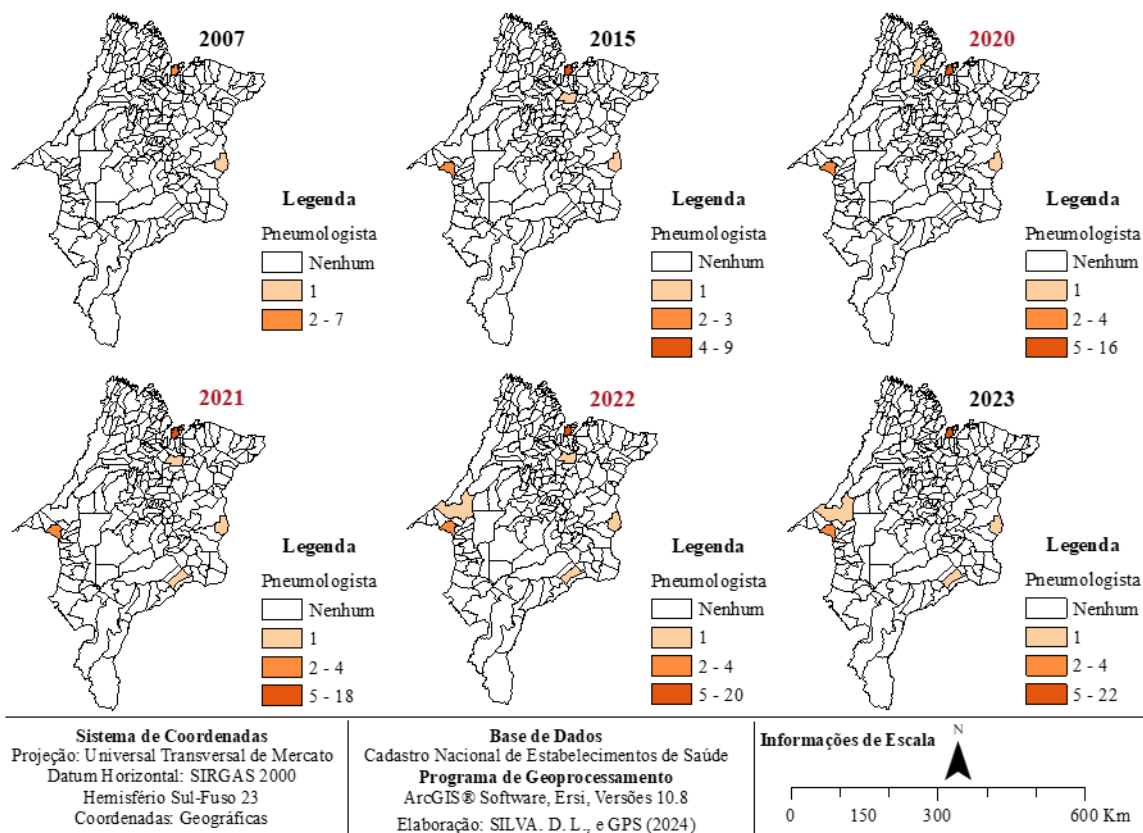 2007
Legenda
Pneumologista
Nenhum
1
2 - 7
2015
Legenda
Pneumologista
Nenhum
1
2 - 3
4 - 9
2020
Legenda
Pneumologista
Nenhum
1
2 - 4
5 - 16
2021
Legenda
Pneumologista
Nenhum
1
2 - 4
5 - 18
2022
Legenda
Pneumologista
Nenhum
1
2 - 4
5 - 20
2023
Legenda
Pneumologista
Nenhum
1
2 - 4
5 - 22
Sistema de Coordenadas
Projeção: Universal Transversal de Mercato
Datum Horizontal: SIRGAS 2000
Hemisfério Sul-Fuso 23
Coordenadas: Geográficas
Base de Dados
Cadastro Nacional de Estabelecimentos de Saúde
Programa de Geoprocessamento
ArcGIS® Software, Ersi, Versões 10.8
Elaboração: SILVA. D. L., e GPS (2024)
Informações de Escala
N
0 150 300 600 Km